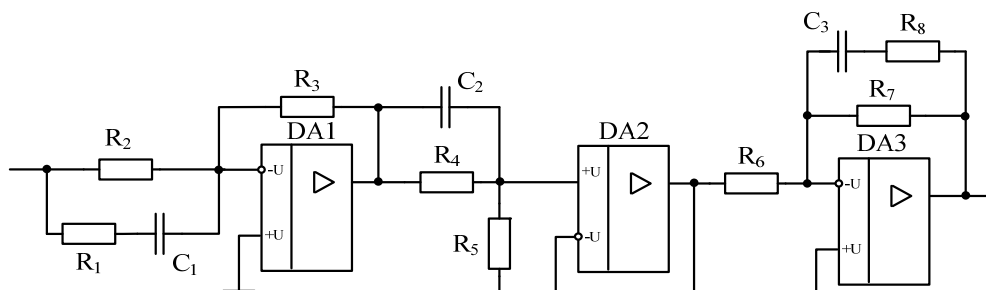 C3 R8
R3 C2 R7
R2 DA1 DA2 DA3
-U R4 +U R6 -U
R1 C1 +U R5 -U +U